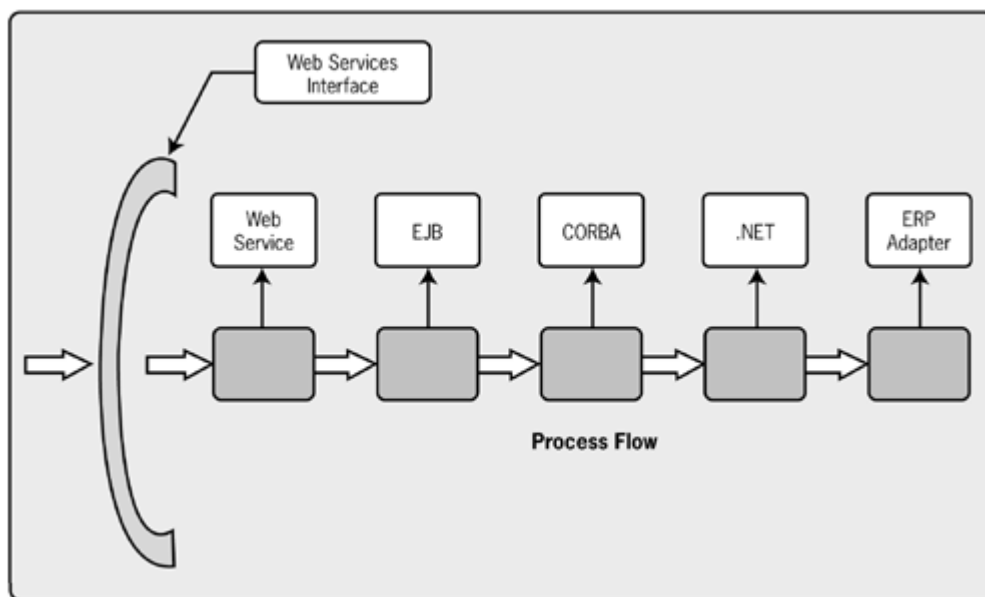 Web Services
Interface
Web
Service
EJB
CORBA
.NET
ERP
Adapter
Process Flow